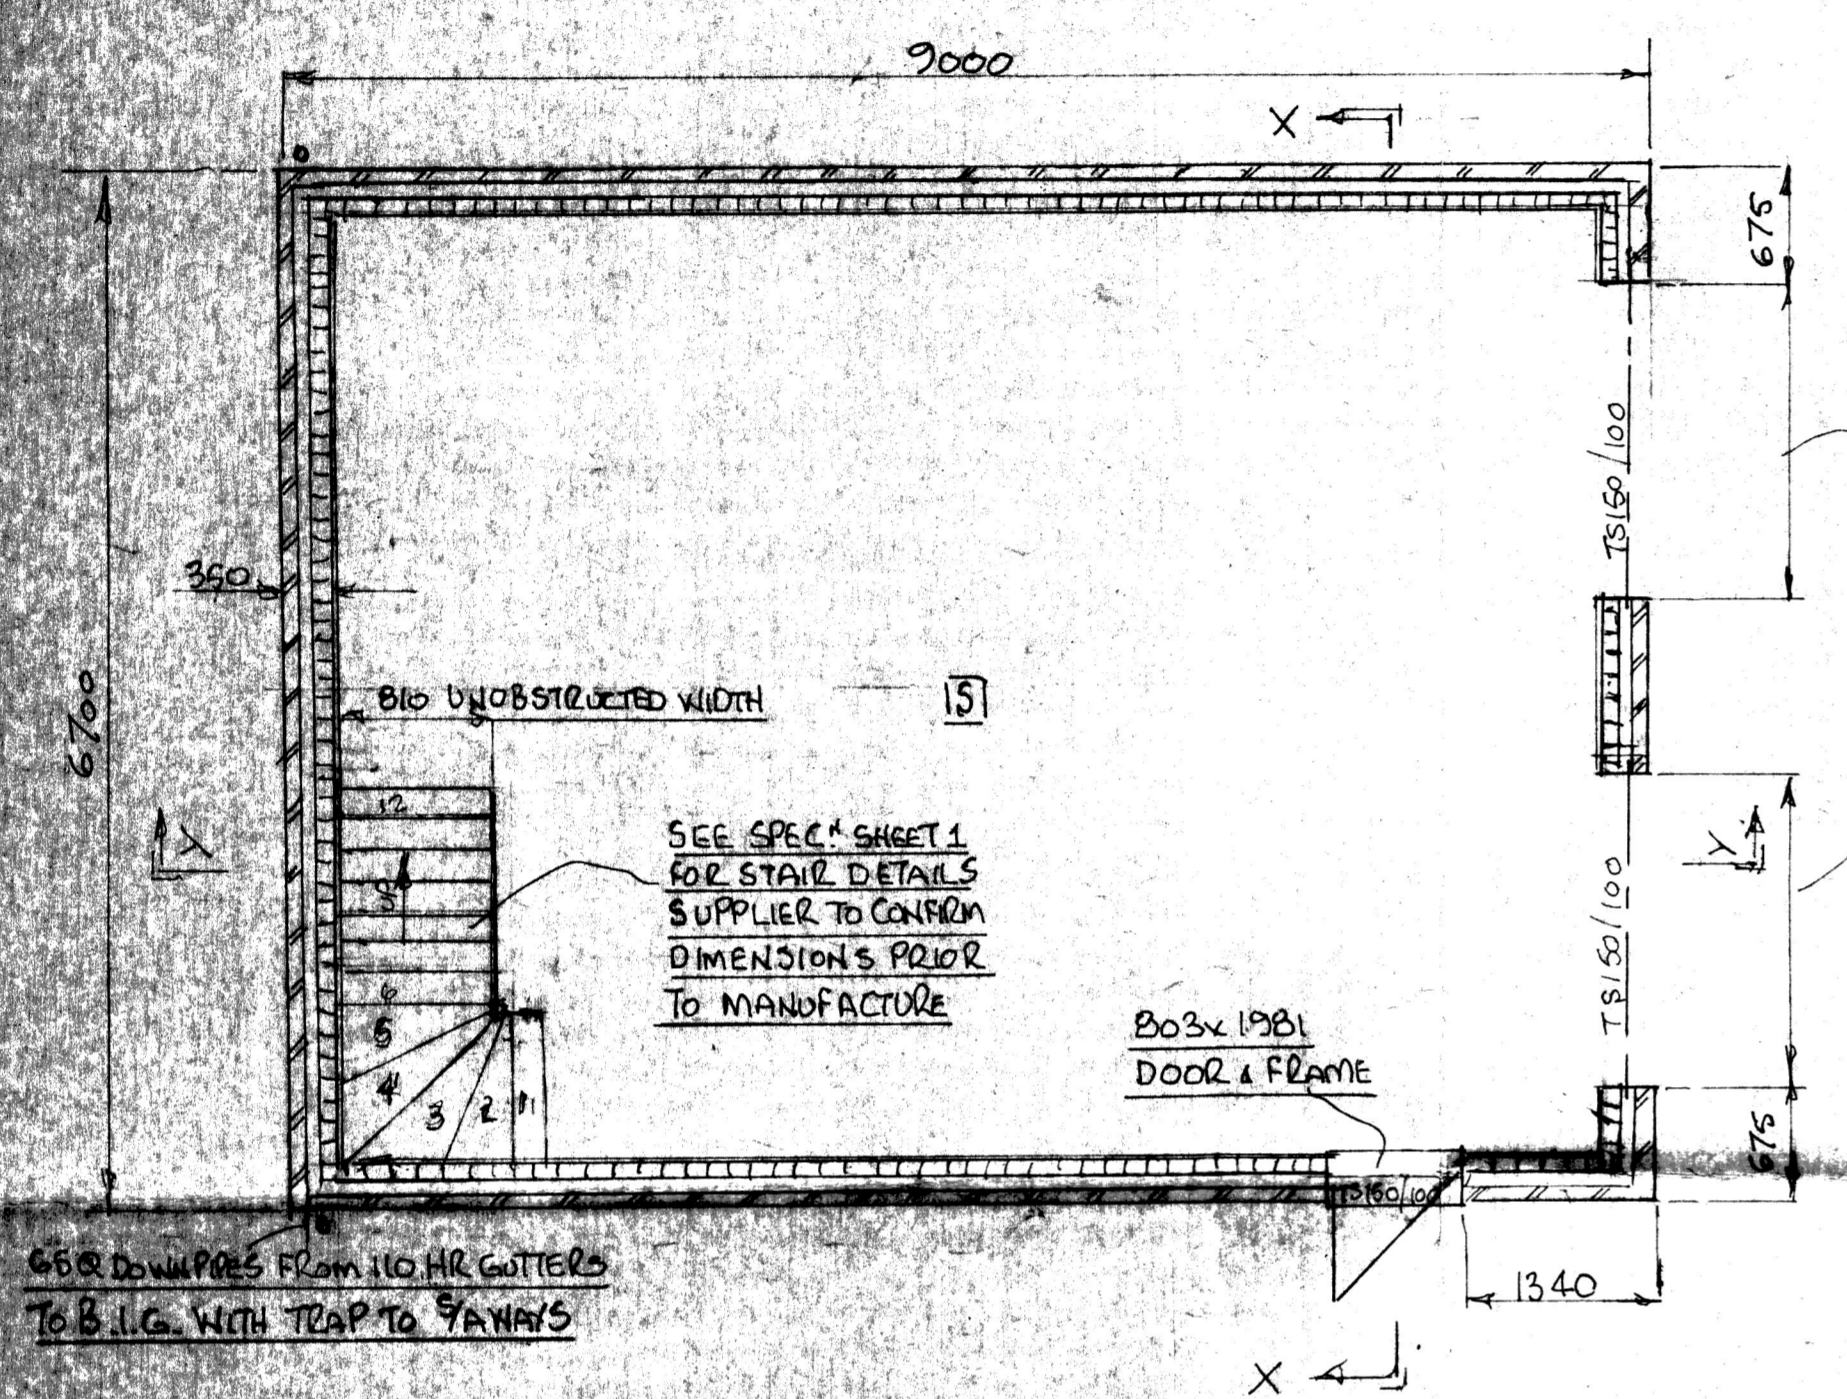 9000
X
675
TS150/100
350
6700
810 UNOBSTRUCTED WIDTH
S
Y
12
UP
SEE SPECN. SHEET 1
FOR STAIR DETAILS
SUPPLIER TO CONFIRM
DIMENSIONS PRIOR
TO MANUFACTURE
Y
6
5
4
3
2
1
TS150/100
803x1981
DOOR & FRAME
675
TS150/100
65Ø DOWNPIPES FROM 110 HR GUTTERS
TO B.I.G. WITH TRAP TO S/AWAYS
1340
X